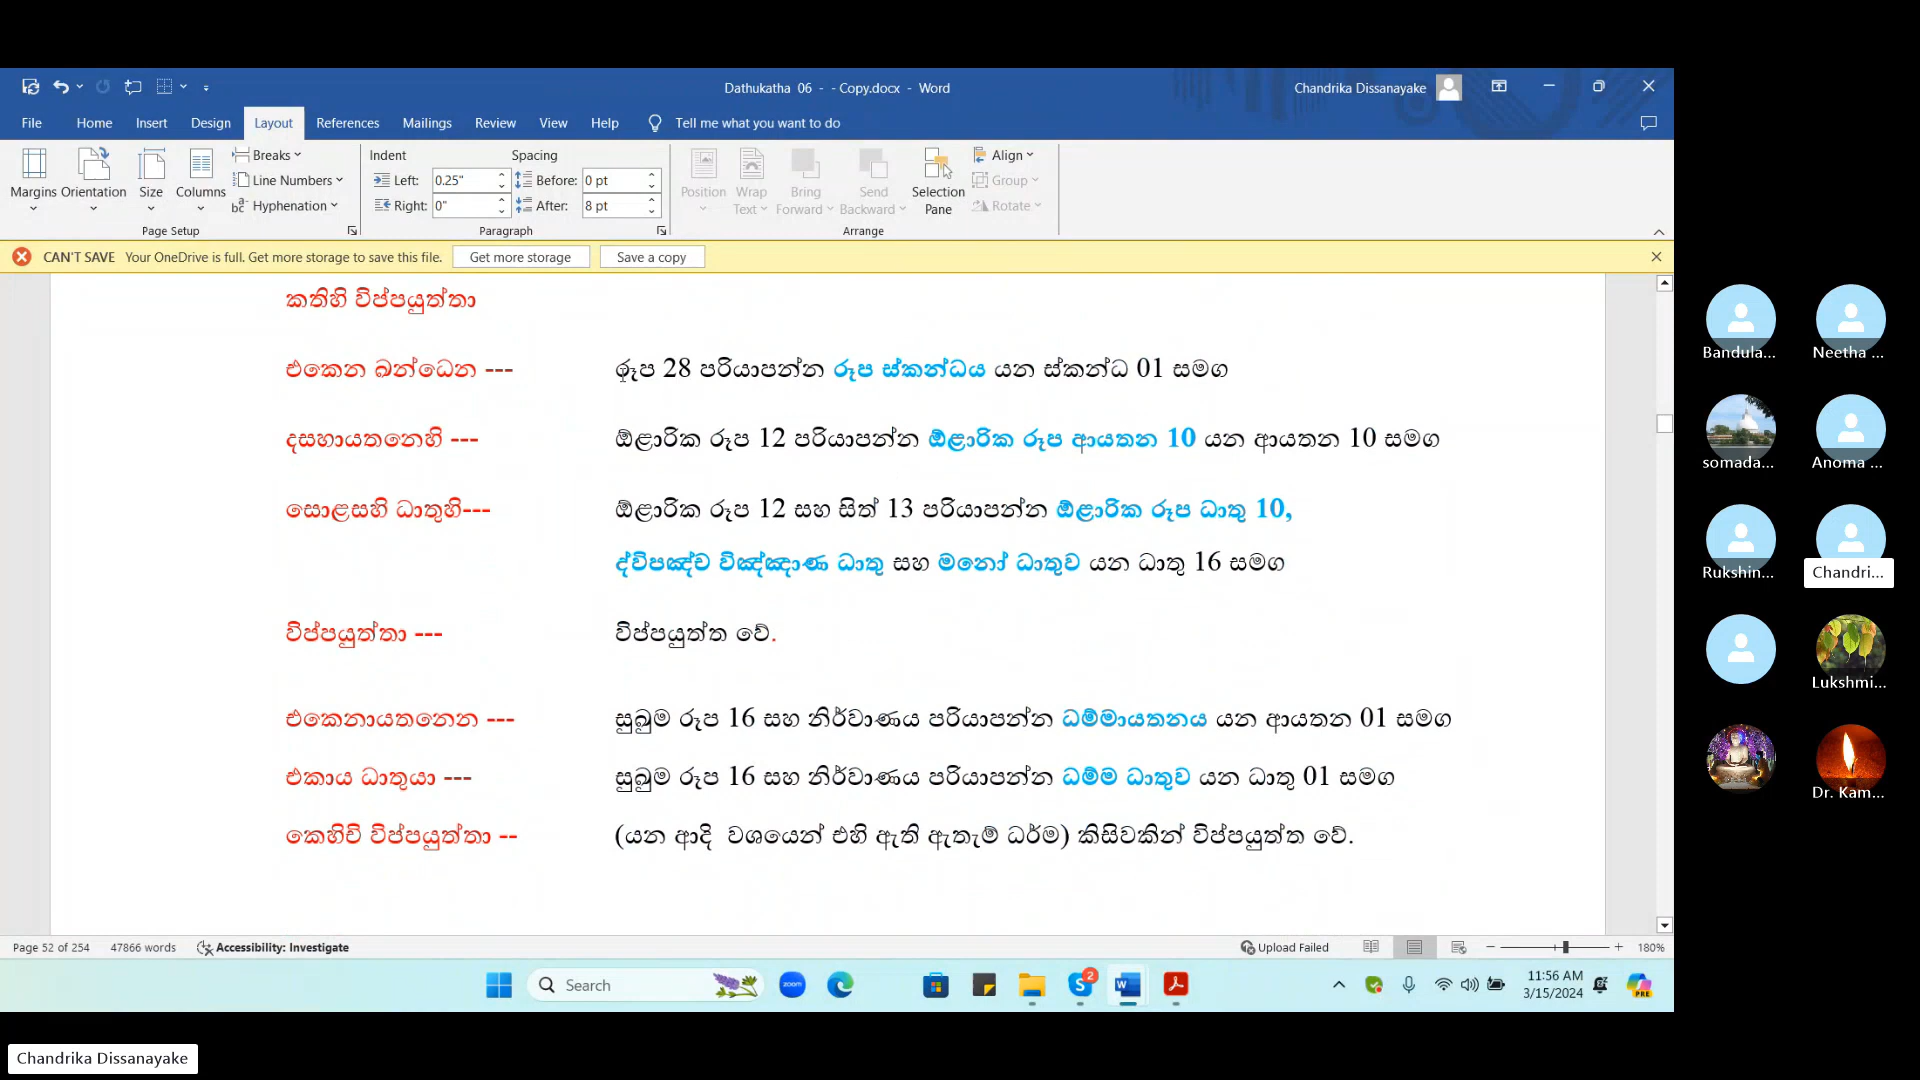 Dathukatha 06 - - Copy.docx - Word
Chandrika Dissanayake
File Home Insert Design Layout References Mailings Review View Help Tell me what you want to do
Margins Orientation Size Columns
Breaks
Line Numbers
Hyphenation
Page Setup
Indent Spacing
Left: 0.25" Before: 0 pt
Right: 0" After: 8 pt
Paragraph
Position Wrap Text Bring Forward Send Backward Selection Pane
Align
Group
Rotate
Arrange
CAN'T SAVE Your OneDrive is full. Get more storage to save this file. Get more storage Save a copy
කතිහි විප්පයුත්තා
එකෙන ඛන්ධෙන --- රූප 28 පරියාපන්න රූප ස්කන්ධය යන ස්කන්ධ 01 සමග
දසහායතනෙහි --- ඕළාරික රූප 12 පරියාපන්න ඕළාරික රූප ආයතන 10 යන ආයතන 10 සමග
සොළසහි ධාතුහි--- ඕළාරික රූප 12 සහ සිත් 13 පරියාපන්න ඕළාරික රූප ධාතු 10,
ද්විපඤ්ච විඤ්ඤාණ ධාතු සහ මනෝ ධාතුව යන ධාතු 16 සමග
විප්පයුත්තා --- විප්පයුත්ත වේ.
එකෙනායතනෙන --- සුඛුම රූප 16 සහ නිර්වාණය පරියාපන්න ධම්මායතනය යන ආයතන 01 සමග
එකාය ධාතුයා --- සුඛුම රූප 16 සහ නිර්වාණය පරියාපන්න ධම්ම ධාතුව යන ධාතු 01 සමග
කෙහිචි විප්පයුත්තා -- (යන ආදි වශයෙන් එහි ඇති ඇතැම් ධර්ම) කිසිවකින් විප්පයුත්ත වේ.
Page 52 of 254 47866 words Accessibility: Investigate Upload Failed 180%
Search zoom 2 11:56 AM
3/15/2024
PRE
Bandula... Neetha ...
somada... Anoma ...
Rukshin... Chandri...
Lukshmi...
Dr. Kam...
Chandrika Dissanayake